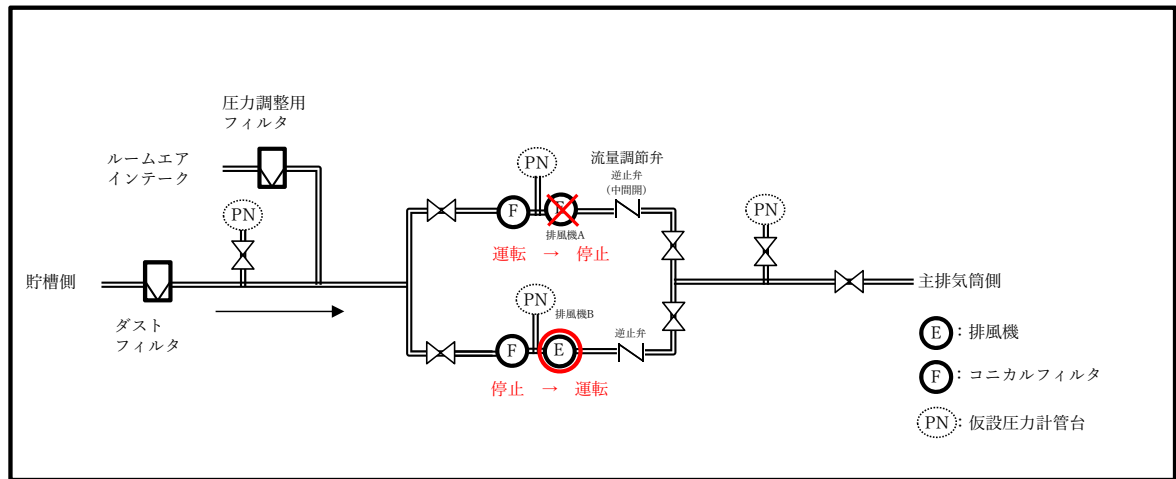 圧力調整用
フィルタ
ルームエア
インテーク
PN
貯槽側
ダスト
フィルタ
F
PN
排風機A
運転 → 停止
流量調節弁
逆止弁
(中間開)
F
PN
排風機B
E
逆止弁
停止 → 運転
PN
主排気筒側
E:排風機
F:コニカルフィルタ
PN:仮設圧力計管台